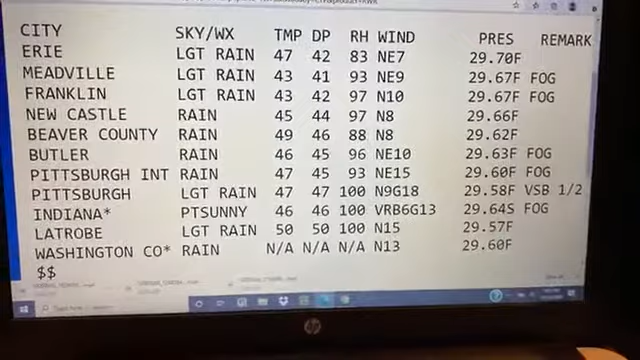 CITY SKY/WX TMP DP RH WIND PRES REMARK
ERIE LGT RAIN 47 42 83 NE7 29.70F
MEADVILLE LGT RAIN 43 41 93 NE9 29.67F FOG
FRANKLIN LGT RAIN 43 42 97 N10 29.67F FOG
NEW CASTLE RAIN 45 44 97 N8 29.66F
BEAVER COUNTY RAIN 49 46 88 N8 29.62F
BUTLER RAIN 46 45 96 NE10 29.63F FOG
PITTSBURGH INT RAIN 47 45 93 NE15 29.60F FOG
PITTSBURGH LGT RAIN 47 47 100 N9G18 29.58F VSB 1/2
INDIANA* PTSUNNY 46 46 100 VRB6G13 29.64S FOG
LATROBE LGT RAIN 50 50 100 N15 29.57F
WASHINGTON CO* RAIN N/A N/A N/A N13 29.60F
$$
hp